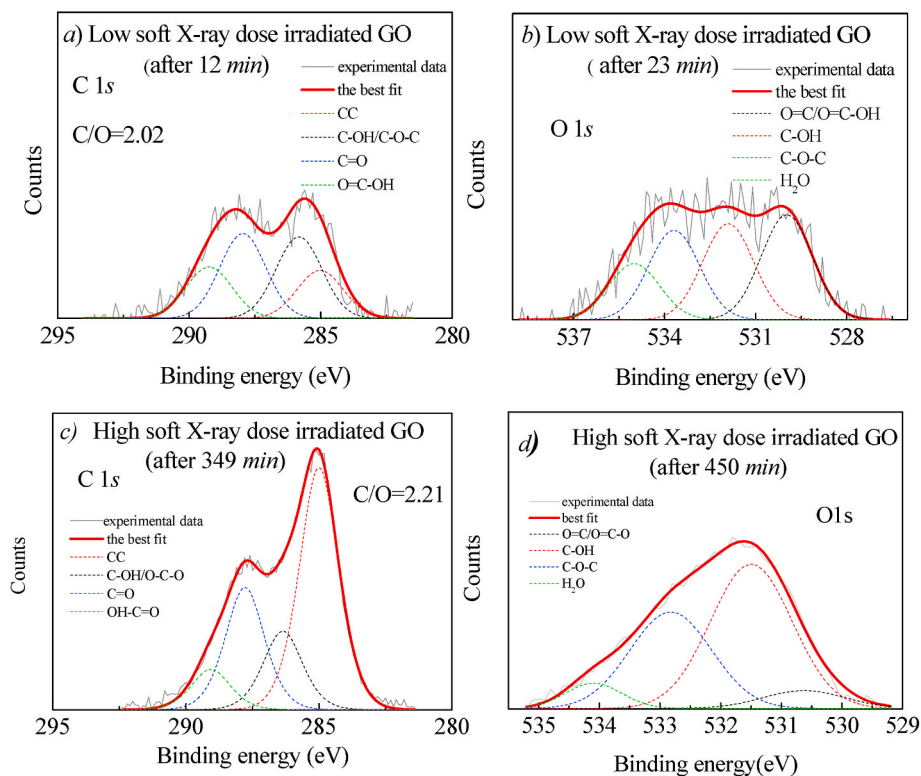 a) Low soft X-ray dose irradiated GO
(after 12 min)
C 1s
C/O=2.02
experimental data
the best fit
CC
C-OH/C-O-C
C=O
O=C-OH
Counts
294 290 285 280
Binding energy (eV)
b) Low soft X-ray dose irradiated GO
( after 23 min)
O 1s
experimental data
the best fit
O=C/O=C-OH
C-OH
C-O-C
H₂O
Counts
537 534 531 528
Binding energy (eV)
c) High soft X-ray dose irradiated GO
(after 349 min)
C 1s
C/O=2.21
experimental data
the best fit
CC
C-OH/O-C-O
C=O
OH-C=O
Counts
295 290 285 280
Binding energy (eV)
d) High soft X-ray dose irradiated GO
(after 450 min)
O1s
experimental data
best fit
O=C/O=C-O
C-OH
C-O-C
H₂O
Counts
535 534 533 532 531 530 529
Binding energy(eV)